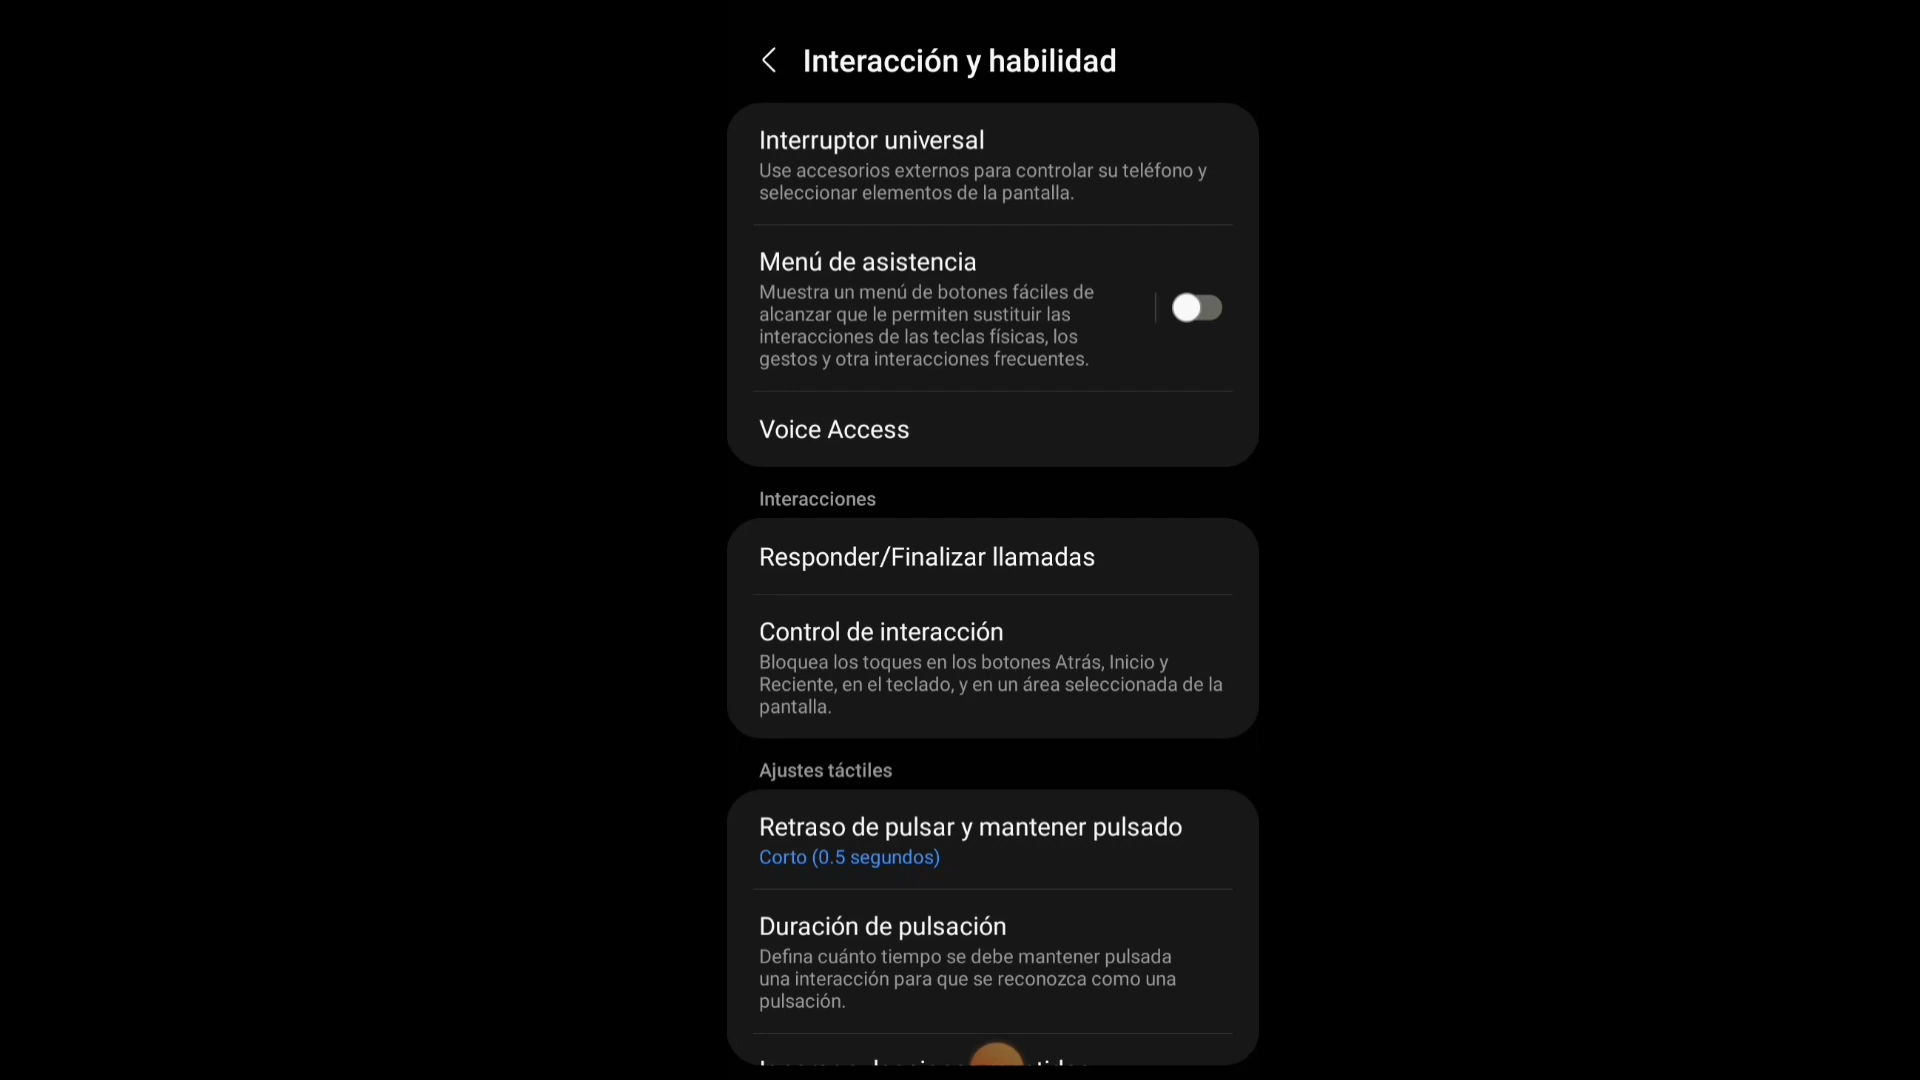 Interacción y habilidad
Interruptor universal
Use accesorios externos para controlar su teléfono y
seleccionar elementos de la pantalla.
Menú de asistencia
Muestra un menú de botones fáciles de
alcanzar que le permiten sustituir las
interacciones de las teclas físicas, los
gestos y otra interacciones frecuentes.
Voice Access
Interacciones
Responder/Finalizar llamadas
Control de interacción
Bloquea los toques en los botones Atrás, Inicio y
Reciente, en el teclado, y en un área seleccionada de la
pantalla.
Ajustes táctiles
Retraso de pulsar y mantener pulsado
Corto (0.5 segundos)
Duración de pulsación
Defina cuánto tiempo se debe mantener pulsada
una interacción para que se reconozca como una
pulsación.